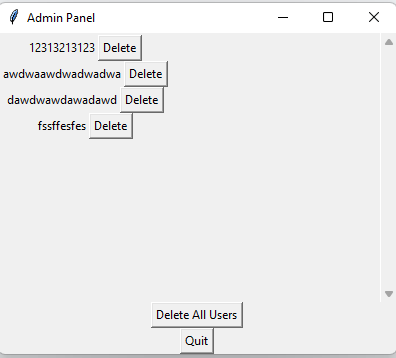 Admin Panel
12313213123 Delete
awdwaawdwadwadwa Delete
dawdwawdawadawd Delete
fssffesfes Delete
Delete All Users
Quit